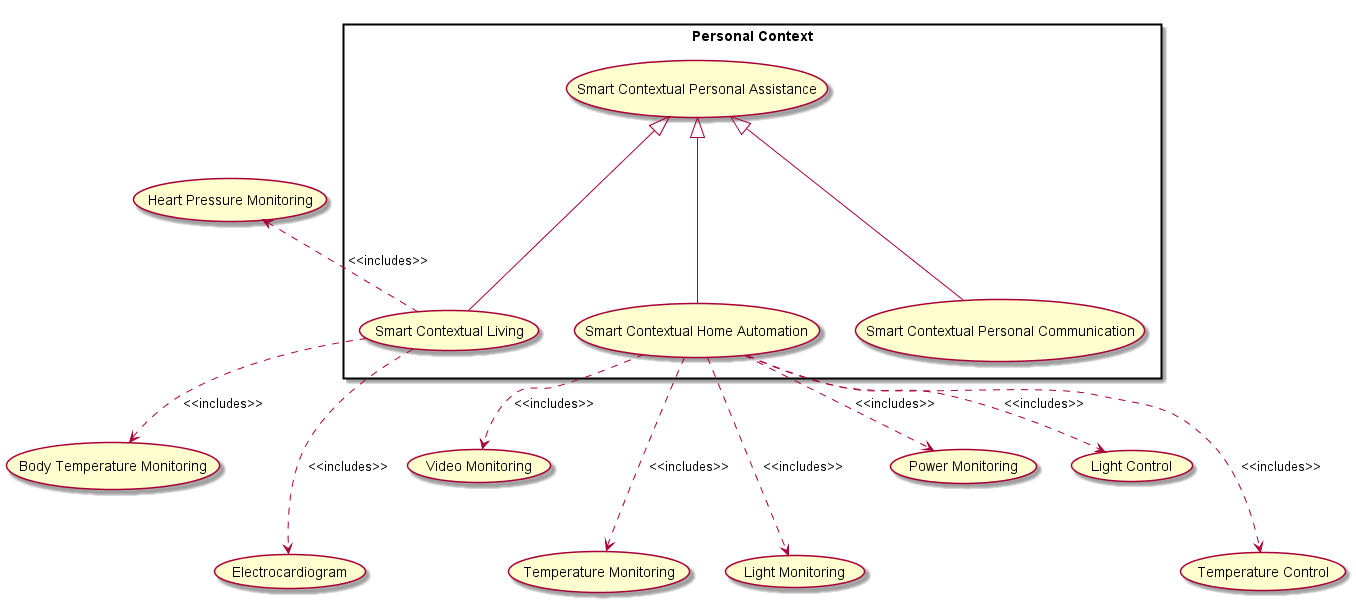 Personal Context
Smart Contextual Personal Assistance
Heart Pressure Monitoring
<<includes>>
Smart Contextual Living
Smart Contextual Home Automation
Smart Contextual Personal Communication
<<includes>>
<<includes>>
<<includes>>
<<includes>>
Body Temperature Monitoring
<<includes>>
Video Monitoring
<<includes>>
<<includes>>
Power Monitoring
Light Control
<<includes>>
Electrocardiogram
Temperature Monitoring
Light Monitoring
Temperature Control